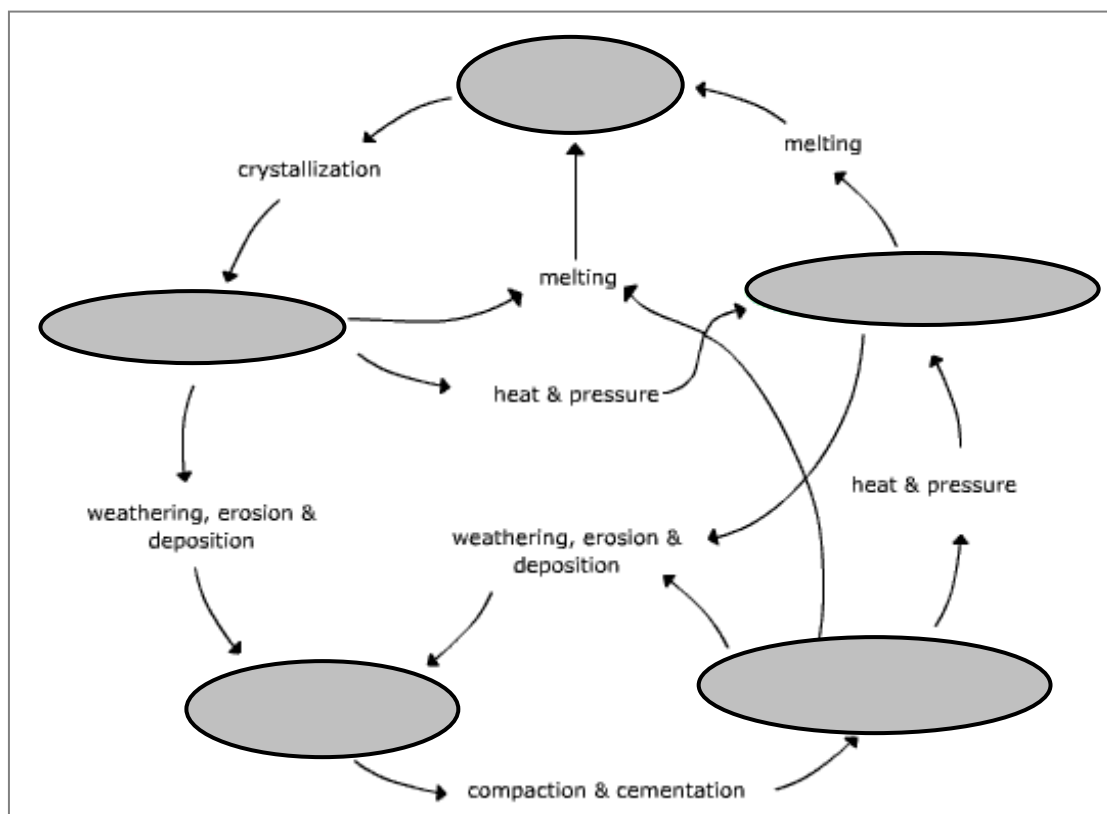 melting
crystallization
melting
heat & pressure
heat & pressure
weathering, erosion &
deposition
weathering, erosion &
deposition
compaction & cementation